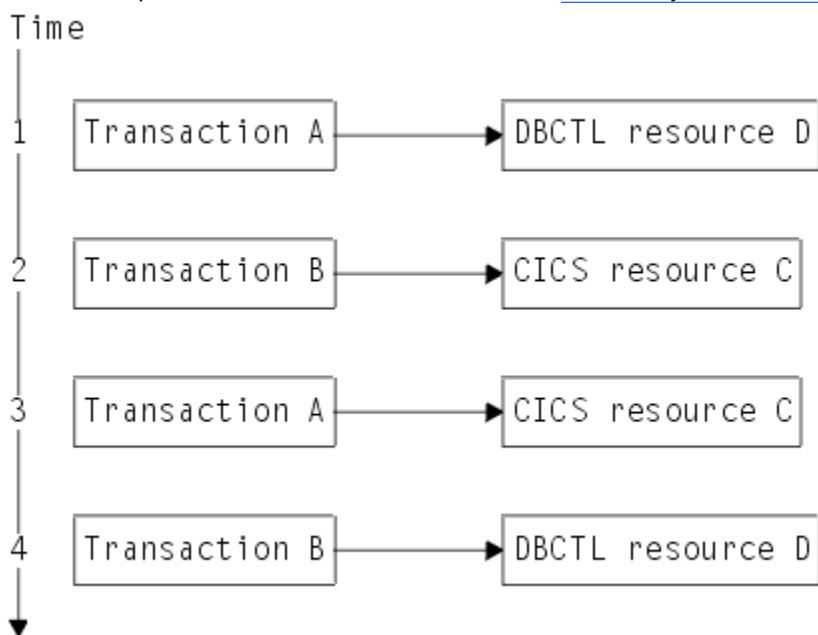 Time
1 Transaction A DBCTL resource D
2 Transaction B CICS resource C
3 Transaction A CICS resource C
4 Transaction B DBCTL resource D